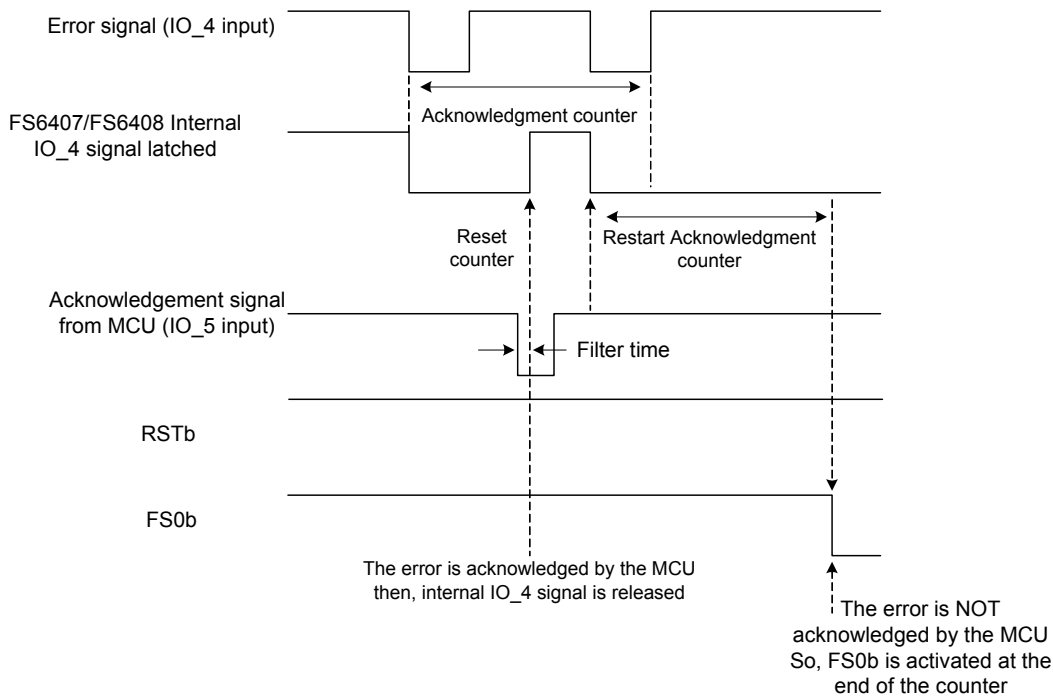 Error signal (IO_4 input)
Acknowledgment counter
FS6407/FS6408 Internal
IO_4 signal latched
Reset
counter
Restart Acknowledgment
counter
Acknowledgement signal
from MCU (IO_5 input)
Filter time
RSTb
FS0b
The error is acknowledged by the MCU
then, internal IO_4 signal is released
The error is NOT
acknowledged by the MCU
So, FS0b is activated at the
end of the counter